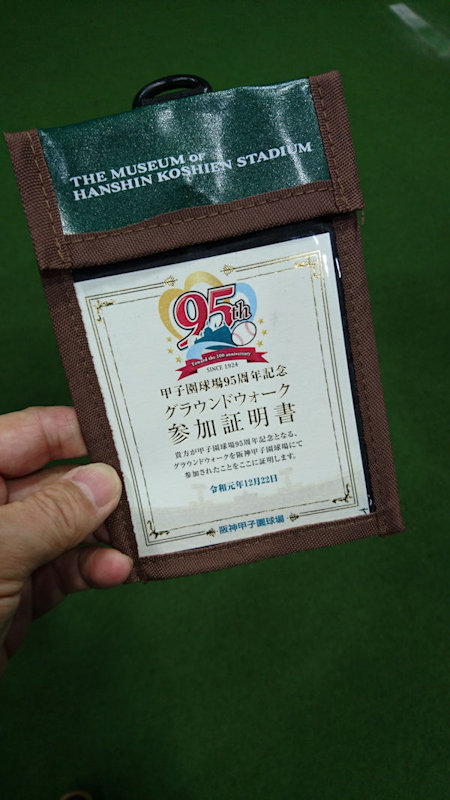 THE MUSEUM OF
HANSHIN KOSHIEN STADIUM
95th
Toward the 100 anniversary
SINCE 1924
甲子園球場95周年記念
グラウンドウォーク
参加証明書
貴方が甲子園球場95周年記念となる、
グラウンドウォークを阪神甲子園球場にて
参加されたことをここに証明します。
令和元年12月22日
阪神甲子園球場